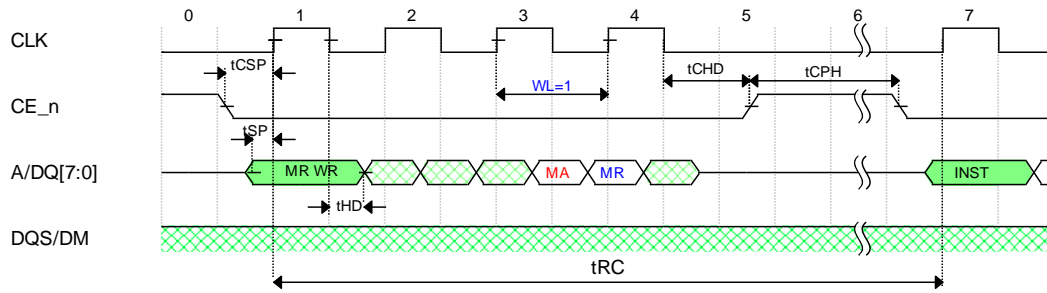 0 1 2 3 4 5 6 7
CLK
tCSP tCHD tCPH
WL=1
CE_n
tSP
A/DQ[7:0] MR WR MA MR INST
tHD
DQS/DM
tRC